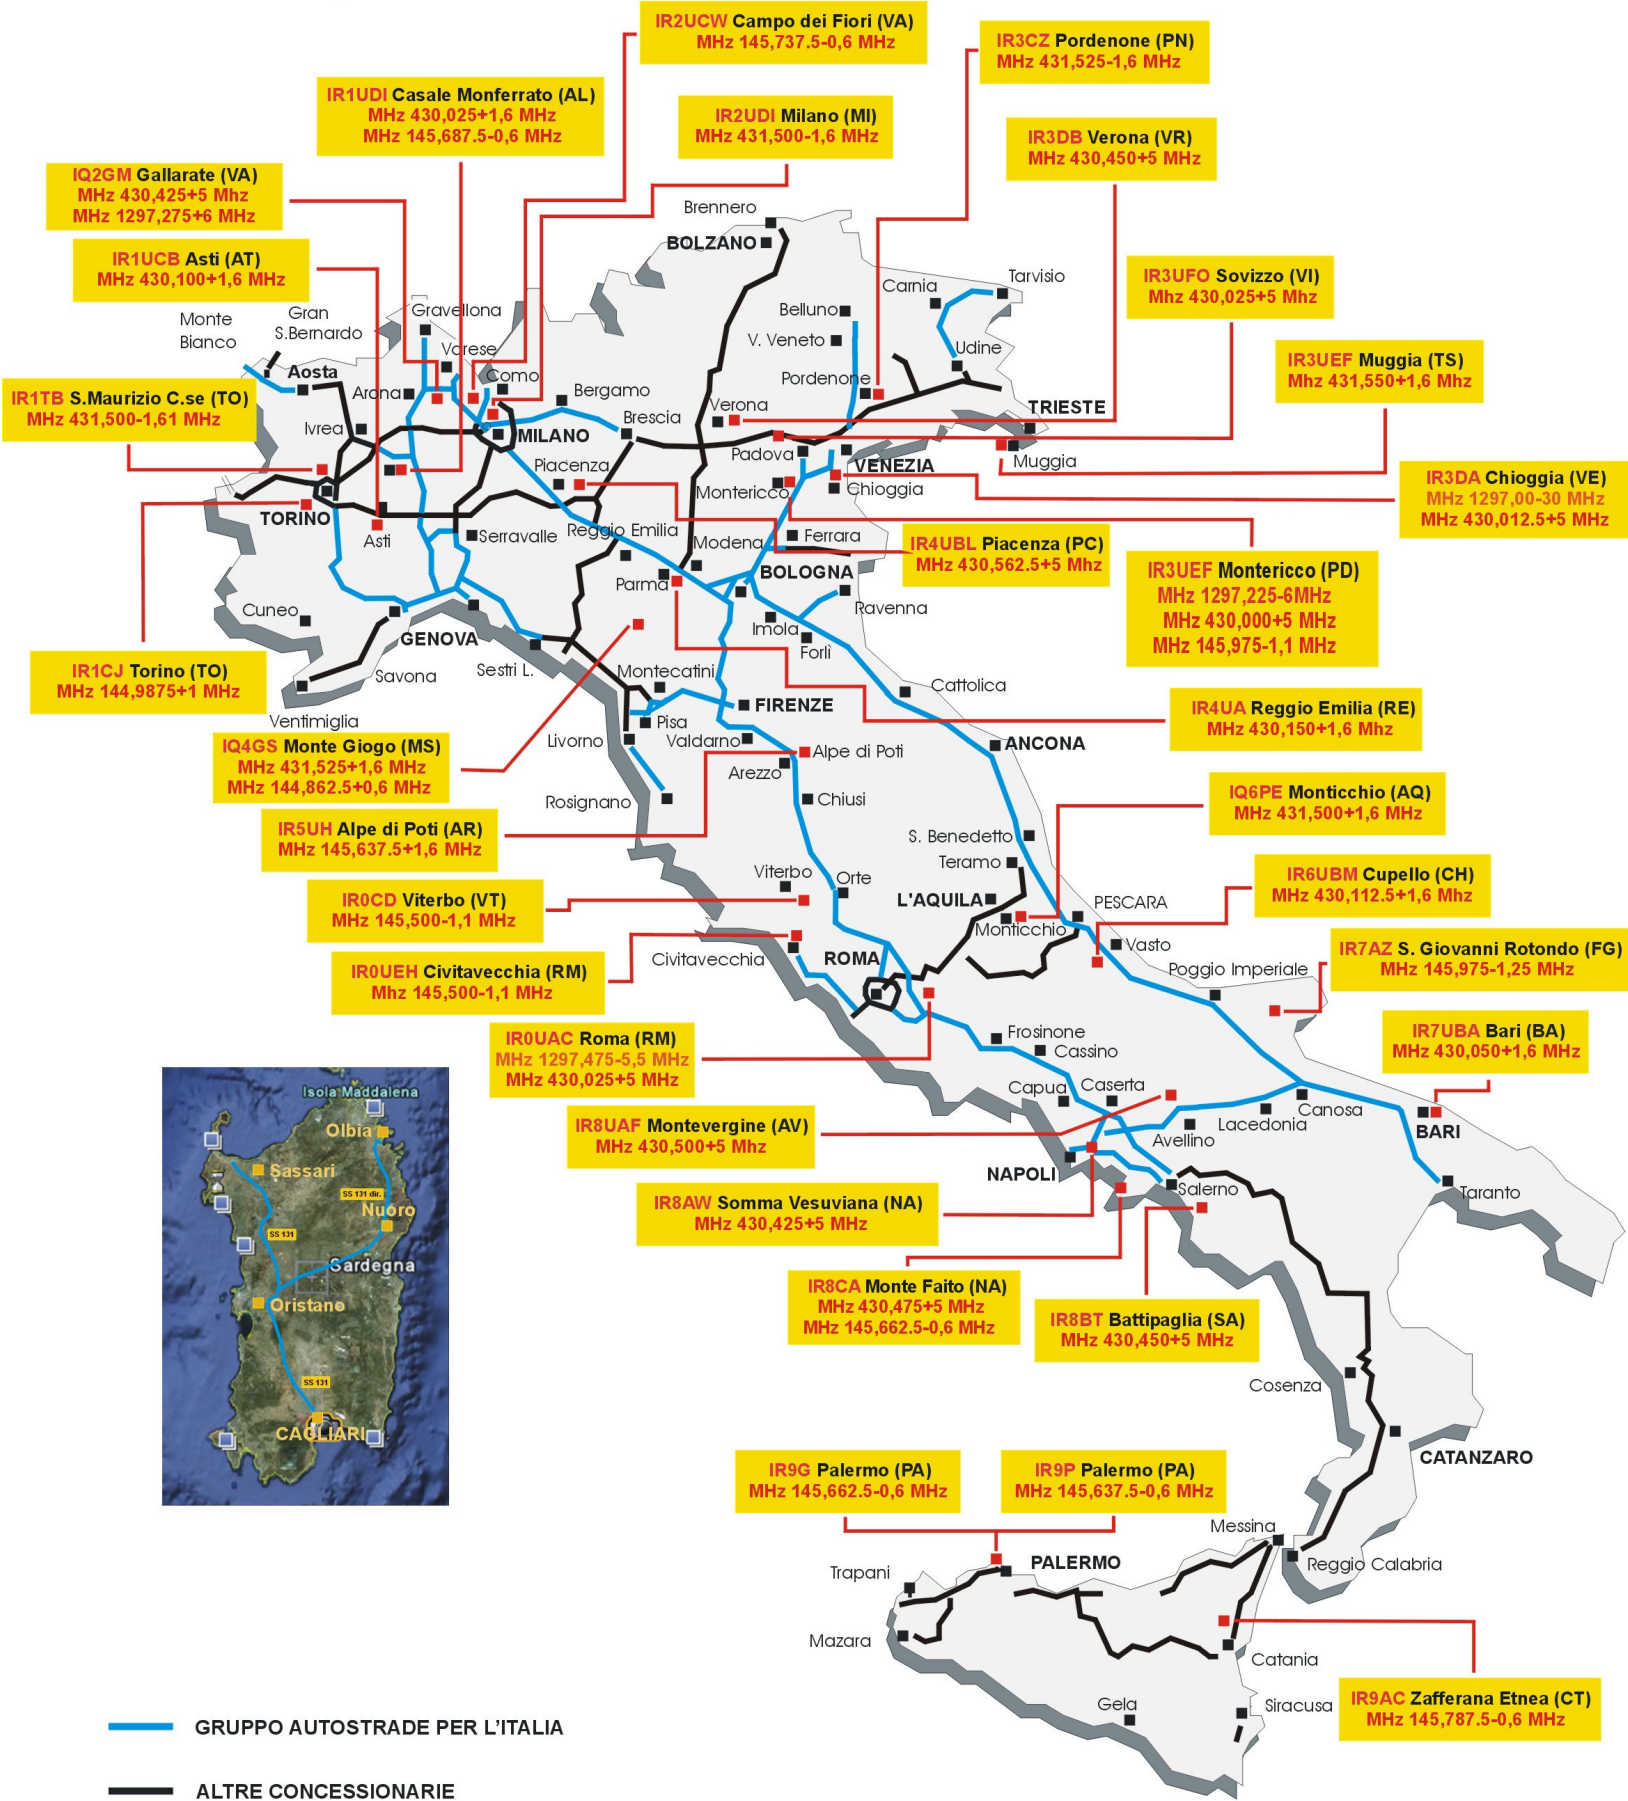 IR2UCW Campo dei Fiori (VA)
MHz 145,737.5-0,6 MHz
IR3CZ Pordenone (PN)
MHz 431,525-1,6 MHz
IR1UDI Casale Monferrato (AL)
MHz 430,025+1,6 MHz
MHz 145,687.5-0,6 MHz
IR2UDI Milano (MI)
MHz 431,500-1,6 MHz
IR3DB Verona (VR)
MHz 430,450+5 MHz
IQ2GM Gallarate (VA)
MHz 430,425+5 Mhz
MHz 1297,275+6 MHz
IR1UCB Asti (AT)
MHz 430,100+1,6 MHz
IR3UFO Sovizzo (VI)
Mhz 430,025+5 Mhz
IR3UEF Muggia (TS)
Mhz 431,550+1,6 MHz
IR1TB S.Maurizio C.se (TO)
MHz 431,500-1,61 MHz
IR3DA Chioggia (VE)
MHz 1297,00-30 MHz
MHz 430,012.5+5 MHz
IR4UBL Piacenza (PC)
MHz 430,562.5+5 Mhz
IR3UEF Montericco (PD)
MHz 1297,225-6MHz
MHz 430,000+5 MHz
MHz 145,975-1,1 MHz
IR1CJ Torino (TO)
MHz 144,9875+1 MHz
IR4UA Reggio Emilia (RE)
MHz 430,150+1,6 MHz
IQ4GS Monte Giogo (MS)
MHz 431,525+1,6 MHz
MHz 144,862.5+0,6 MHz
IR5UH Alpe di Poti (AR)
MHz 145,637.5+1,6 MHz
IQ6PE Monticchio (AQ)
MHz 431,500+1,6 MHz
IR0CD Viterbo (VT)
MHz 145,500-1,1 MHz
IR6UBM Cupello (CH)
MHz 430,112.5+1,6 MHz
IR0UEH Civitavecchia (RM)
Mhz 145,500-1,1 MHz
IR7AZ S. Giovanni Rotondo (FG)
MHz 145,975-1,25 MHz
IR0UAC Roma (RM)
MHz 1297,475-5,5 MHz
MHz 430,025+5 MHz
IR7UBA Bari (BA)
MHz 430,050+1,6 MHz
IR8UAF Montevergine (AV)
MHz 430,500+5 Mhz
IR8AW Somma Vesuviana (NA)
MHz 430,425+5 MHz
IR8CA Monte Faito (NA)
MHz 430,475+5 MHz
MHz 145,662.5-0,6 MHz
IR8BT Battipaglia (SA)
MHz 430,450+5 MHz
IR9G Palermo (PA)
MHz 145,662.5-0,6 MHz
IR9P Palermo (PA)
MHz 145,637.5-0,6 MHz
IR9AC Zafferana Etnea (CT)
MHz 145,787.5-0,6 MHz
Brennero
BOLZANO
Tarvisio
Carnia
Belluno
V. Veneto
Udine
Pordenone
TRIESTE
Muggia
Gran
S.Bernardo
Monte
Bianco
Gravellona
Varese
Como
Aosta
Arona
Bergamo
Brescia
Verona
Ivrea
MILANO
Padova
VENEZIA
Piacenza
Montericco
Chioggia
TORINO
Asti
Serravalle
Reggio Emilia
Modena
Ferrara
BOLOGNA
Parma
Ravenna
Cuneo
GENOVA
Imola
Forlì
Savona
Sestri L.
Montecatini
Cattolica
Ventimiglia
Pisa
FIRENZE
Livorno
Valdarno
Alpe di Poti
ANCONA
Arezzo
Rosignano
Chiusi
S. Benedetto
Teramo
Viterbo
Orte
L'AQUILA
PESCARA
Monticchio
Vasto
Civitavecchia
ROMA
Poggio Imperiale
Frosinone
Cassino
Capua
Caserta
Canosa
Lacedonia
Avellino
BARI
NAPOLI
Salerno
Taranto
Cosenza
CATANZARO
Messina
Reggio Calabria
PALERMO
Trapani
Mazara
Catania
Gela
Siracusa
Isola Maddalena
Olbia
Sassari
SS 131 dir.
Nuoro
SS 131
Sardegna
Oristano
SS 131
CAGLIARI
GRUPPO AUTOSTRADE PER L'ITALIA
ALTRE CONCESSIONARIE